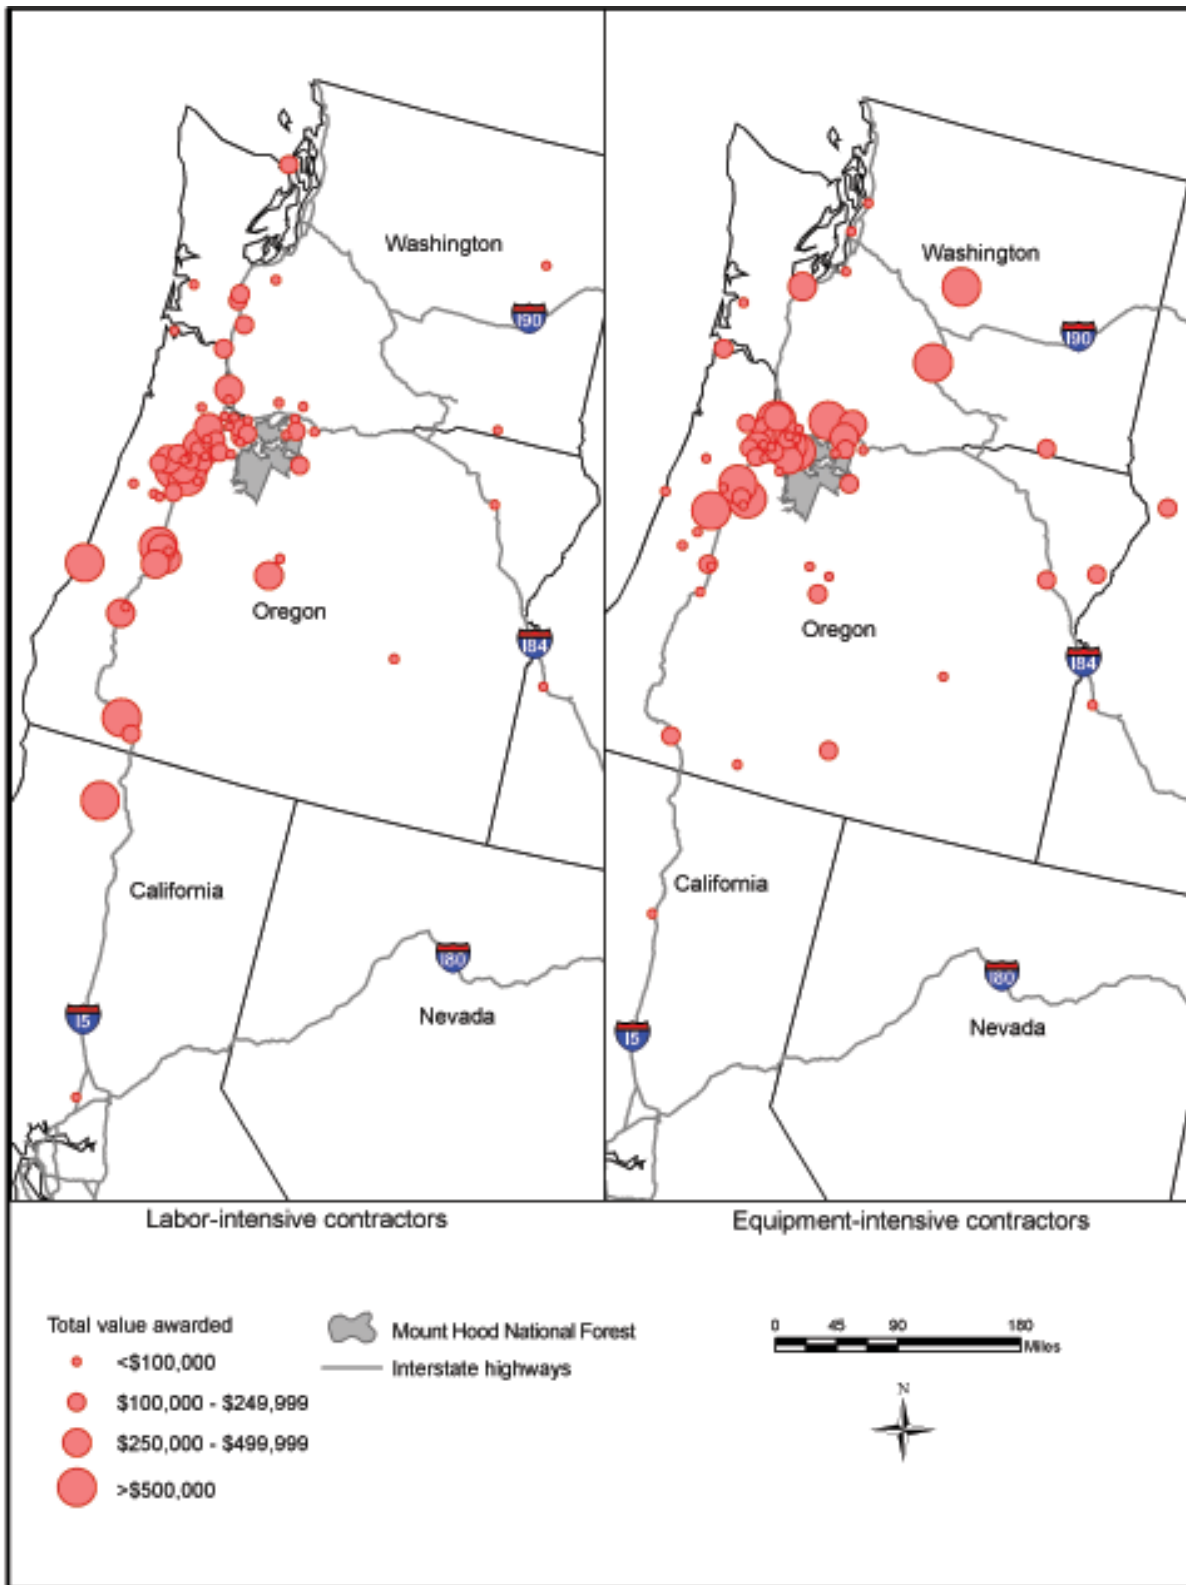 Washington
190
Oregon
184
California
180
Nevada
15
Labor-intensive contractors
Washington
190
Oregon
184
California
180
Nevada
15
Equipment-intensive contractors
Total value awarded
<$100,000
$100,000 - $249,999
$250,000 - $499,999
>$500,000
Mount Hood National Forest
Interstate highways
0 45 90 180
Miles
N